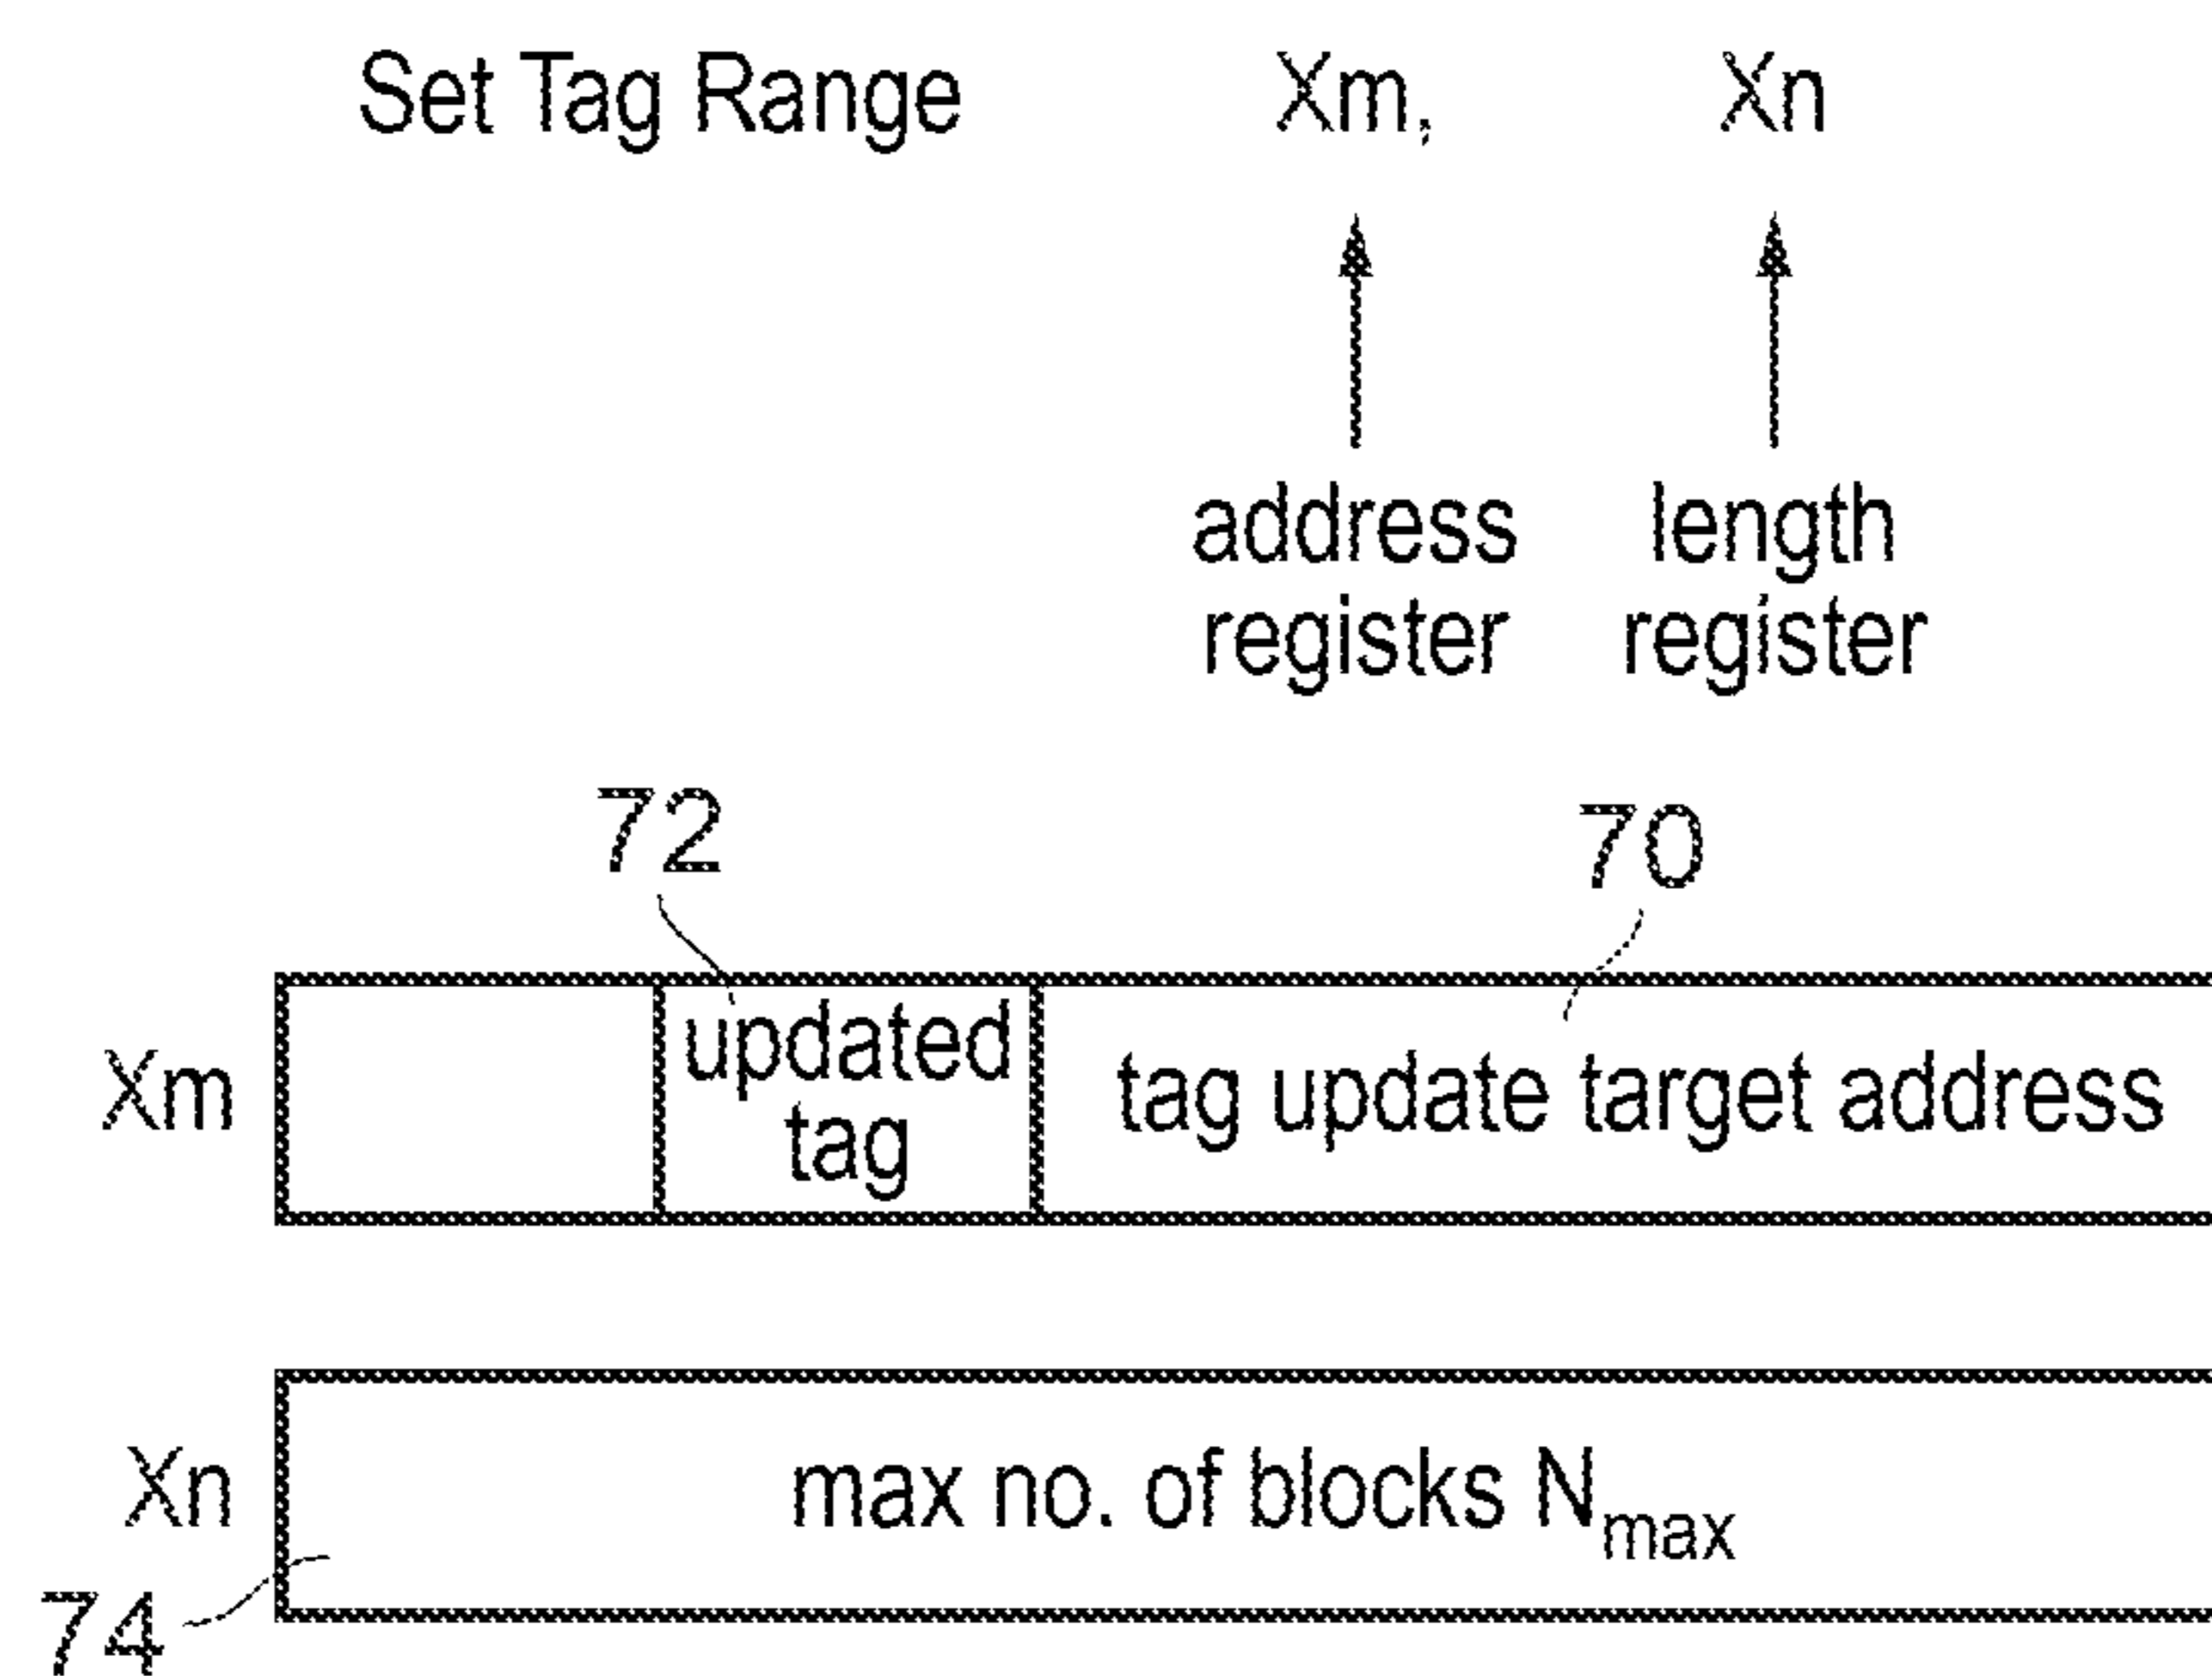 Set Tag Range Xm, Xn
address length
register register
72 70
Xm updated tag update target address
tag
Xn max no. of blocks Nmax
74